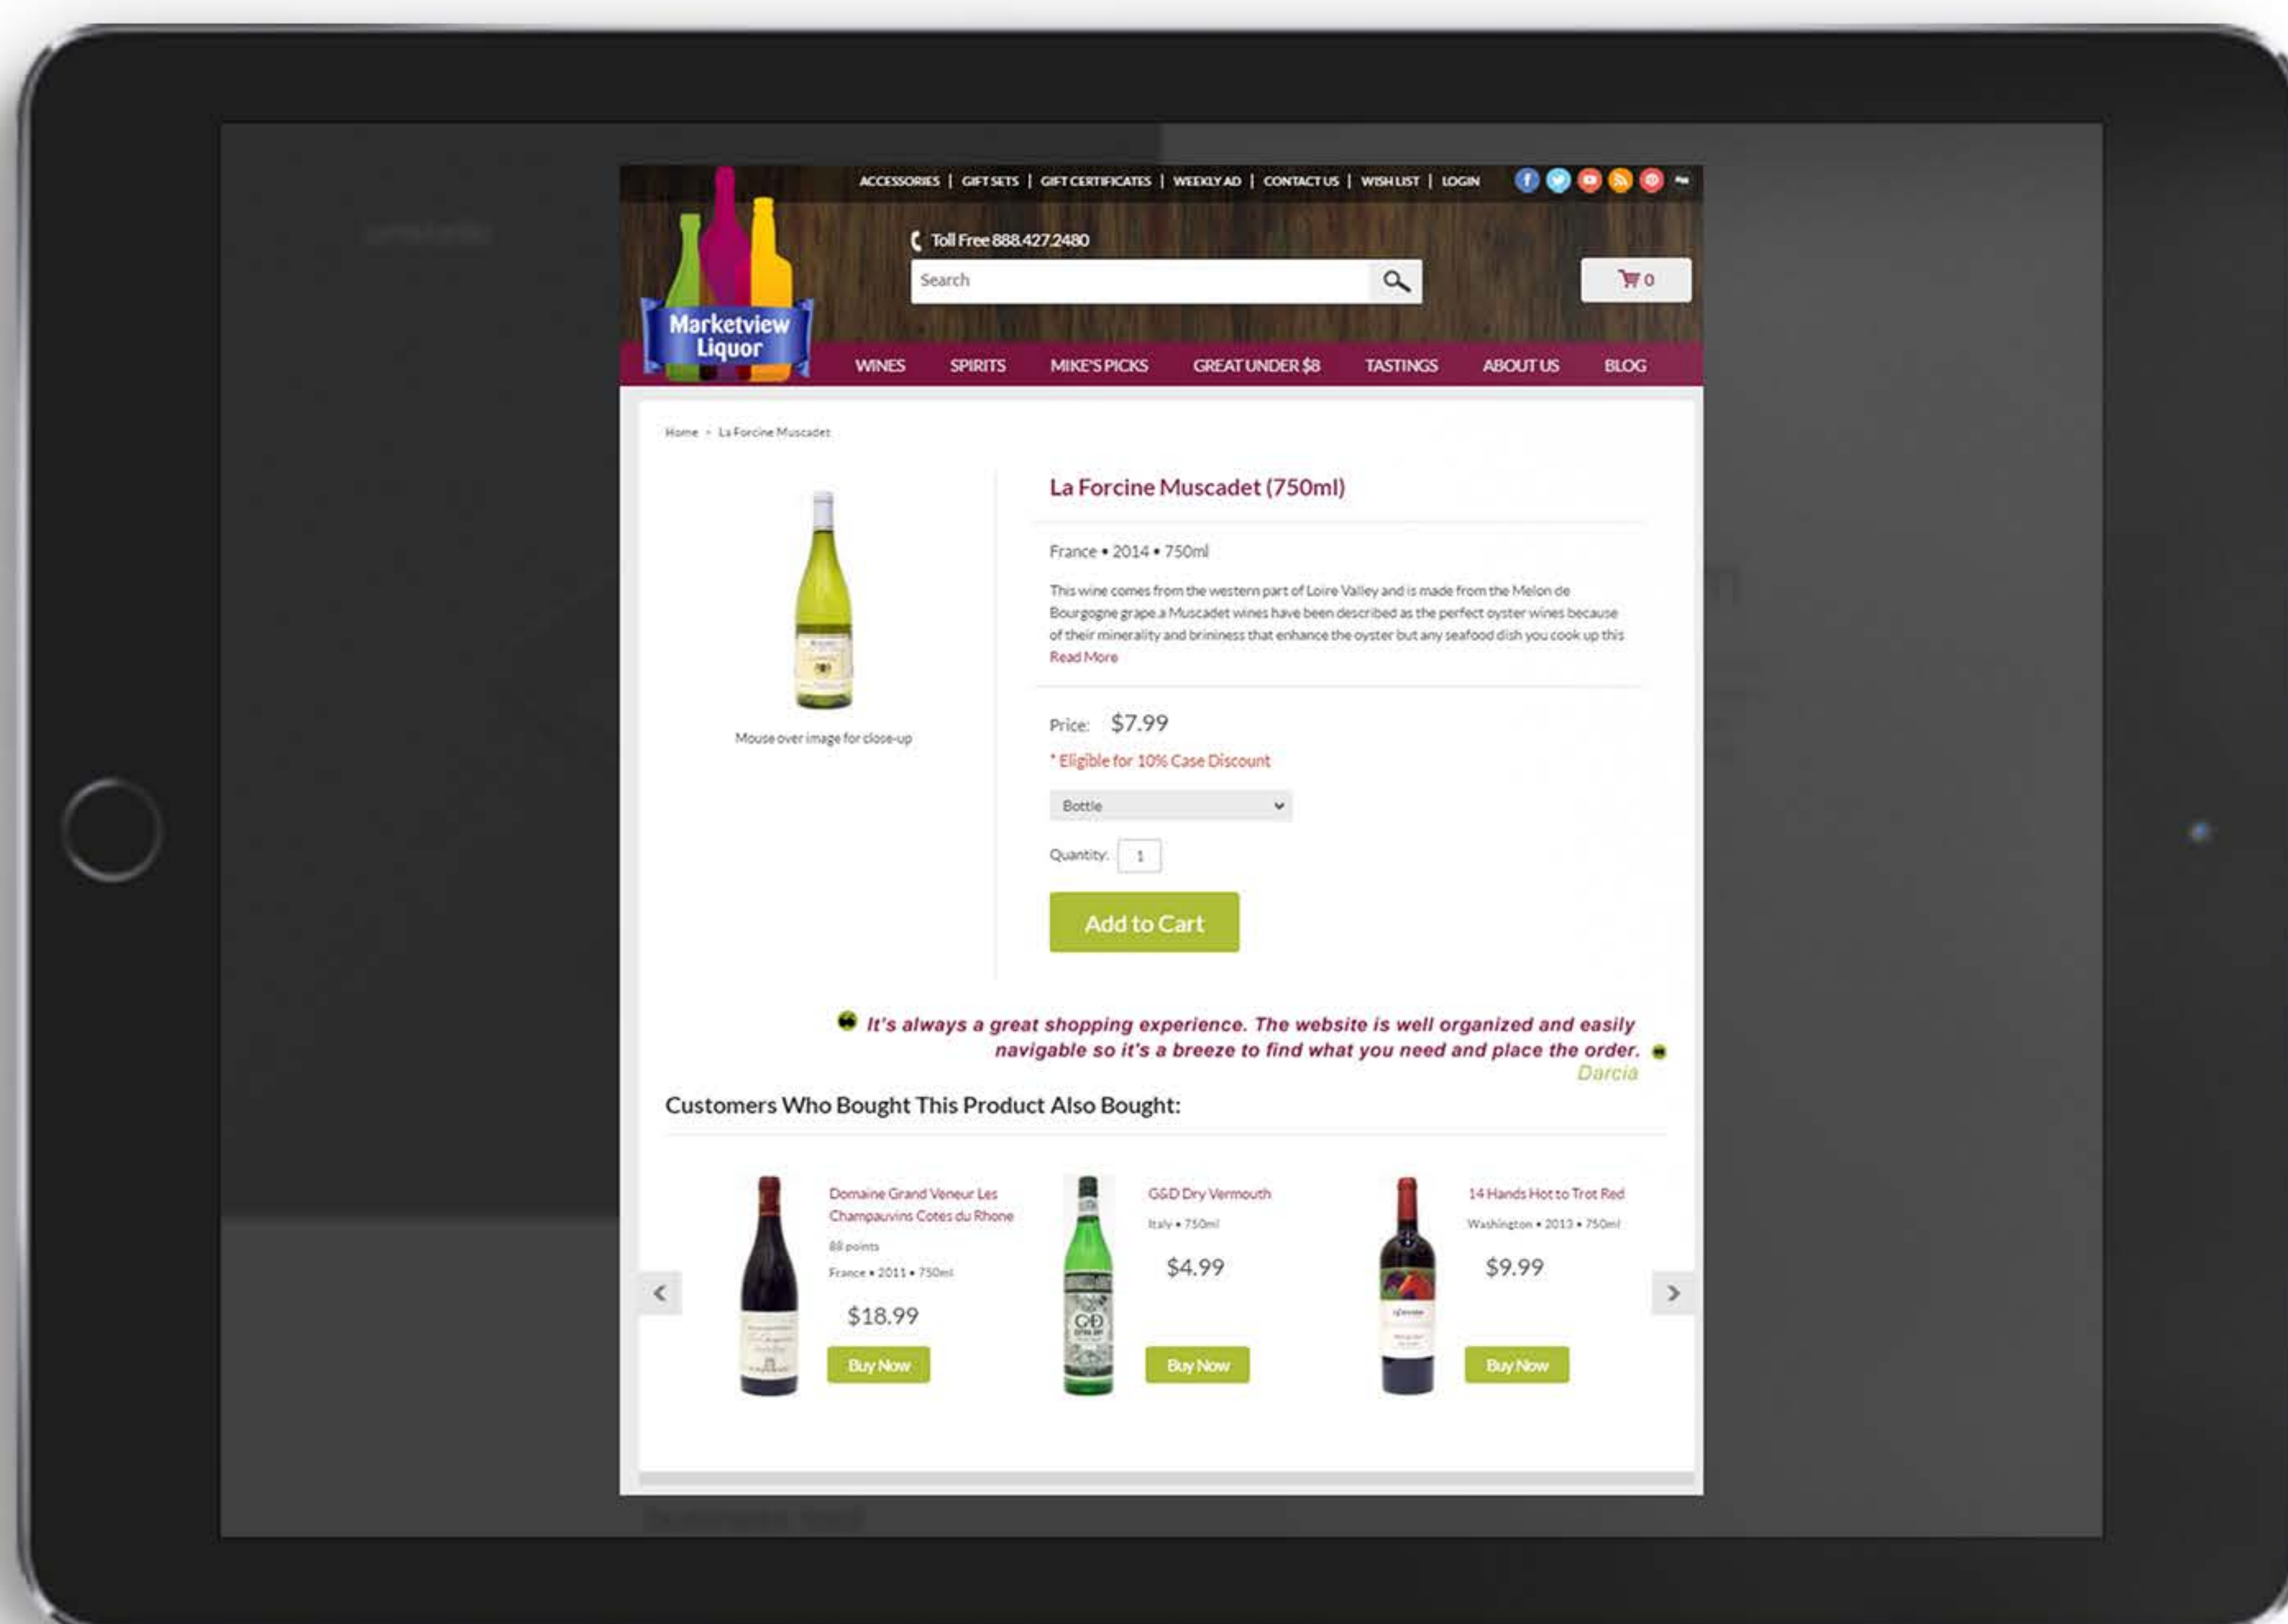 ACCESSORIES | GIFT SETS | GIFT CERTIFICATES | WEEKLY AD | CONTACT US | WISH LIST | LOGIN
Toll Free 888.427.2480
Search
0
Marketview
Liquor
WINES SPIRITS MIKE'S PICKS GREAT UNDER $8 TASTINGS ABOUT US BLOG
Home > La Forcine Muscadet
La Forcine Muscadet (750ml)
France • 2014 • 750ml
This wine comes from the western part of Loire Valley and is made from the Melon de
Bourgogne grape.a Muscadet wines have been described as the perfect oyster wines because
of their minerality and brininess that enhance the oyster but any seafood dish you cook up this
Read More
Mouse over image for close-up
Price: $7.99
* Eligible for 10% Case Discount
Bottle
Quantity: 1
Add to Cart
It's always a great shopping experience. The website is well organized and easily
navigable so it's a breeze to find what you need and place the order.
Darcia
Customers Who Bought This Product Also Bought:
Domaine Grand Veneur Les
Champauvins Cotes du Rhone
88 points
France • 2011 • 750ml
$18.99
Buy Now
G&D
G&D Dry Vermouth
Italy • 750ml
$4.99
Buy Now
14 Hands Hot to Trot Red
Washington • 2013 • 750ml
$9.99
Buy Now